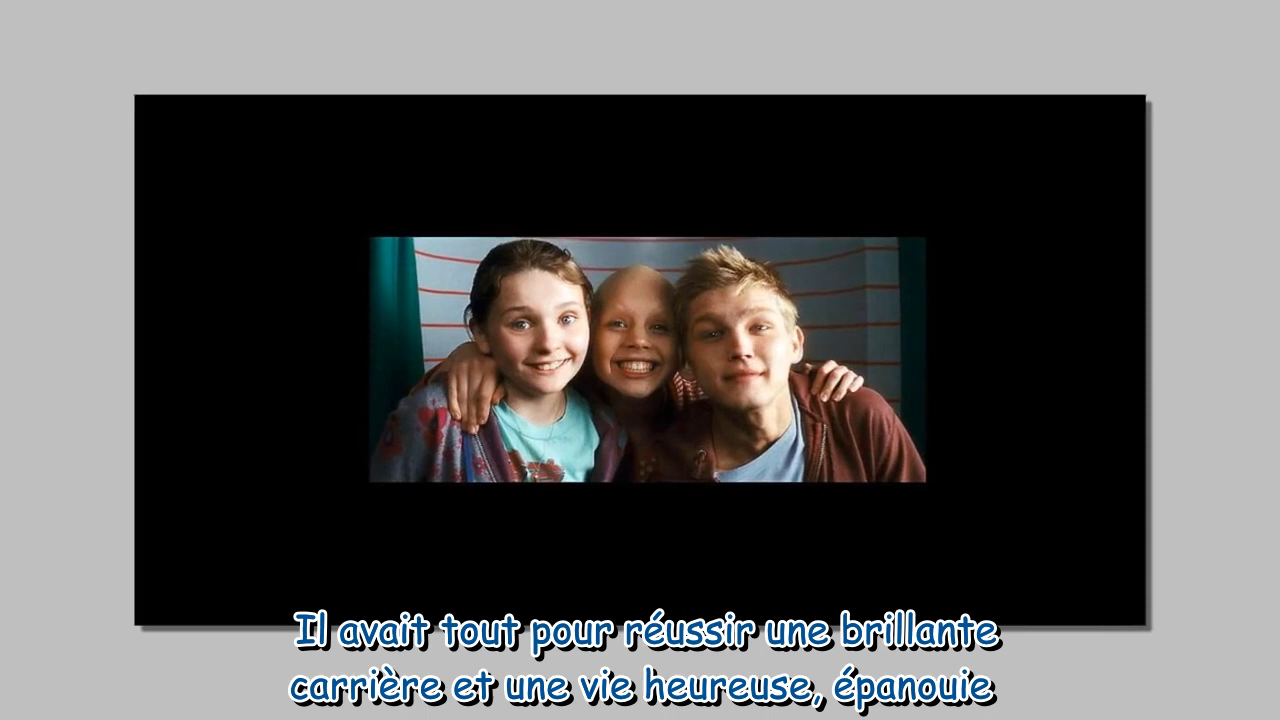 Il avait tout pour réussir une brillante
carrière et une vie heureuse, épanouie